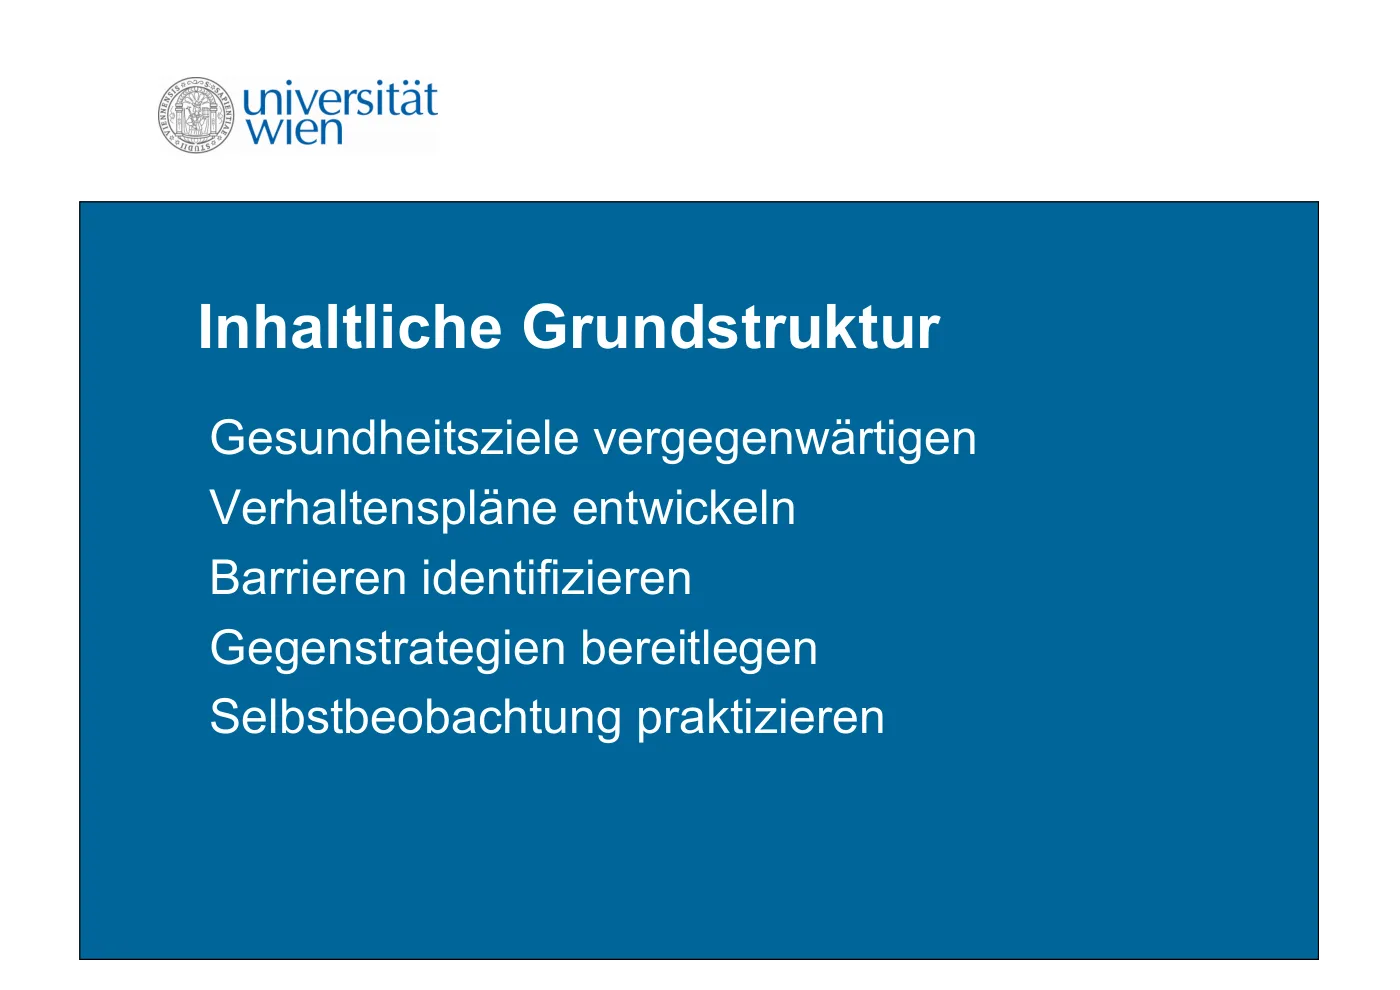 universität
wien
Inhaltliche Grundstruktur
Gesundheitsziele vergegenwärtigen
Verhaltenspläne entwickeln
Barrieren identifizieren
Gegenstrategien bereitlegen
Selbstbeobachtung praktizieren